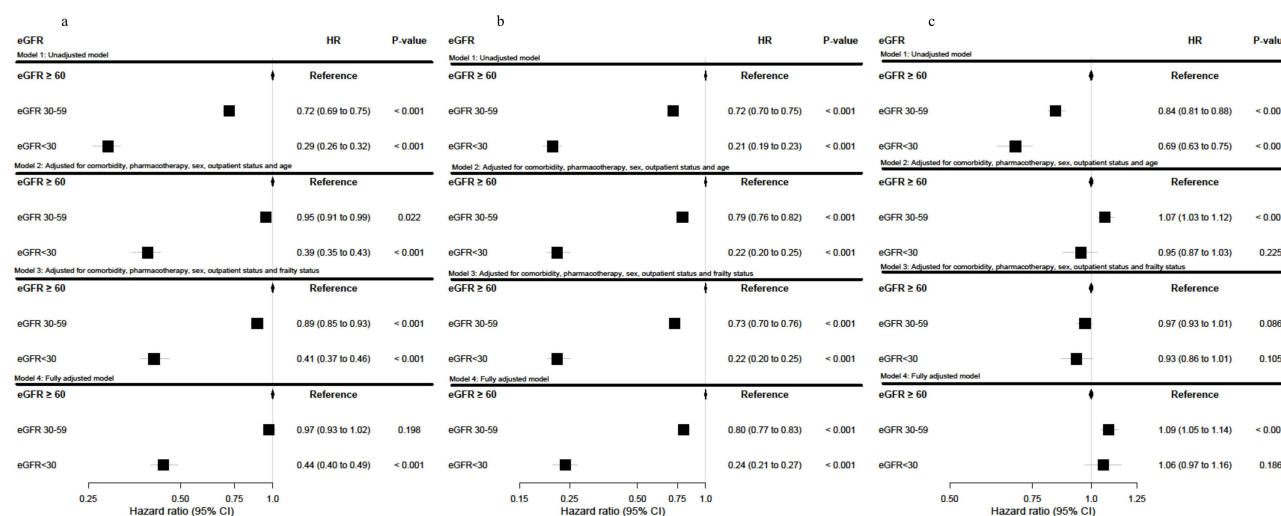 a
eGFR HR P-value
Model 1: Unadjusted model
eGFR ≥ 60 Reference
eGFR 30-59 0.72 (0.69 to 0.75) < 0.001
eGFR<30 0.29 (0.26 to 0.32) < 0.001
Model 2: Adjusted for comorbidity, pharmacotherapy, sex, outpatient status and age
eGFR ≥ 60 Reference
eGFR 30-59 0.95 (0.91 to 0.99) 0.022
eGFR<30 0.39 (0.35 to 0.43) < 0.001
Model 3: Adjusted for comorbidity, pharmacotherapy, sex, outpatient status and frailty status
eGFR ≥ 60 Reference
eGFR 30-59 0.89 (0.85 to 0.93) < 0.001
eGFR<30 0.41 (0.37 to 0.46) < 0.001
Model 4: Fully adjusted model
eGFR ≥ 60 Reference
eGFR 30-59 0.97 (0.93 to 1.02) 0.198
eGFR<30 0.44 (0.40 to 0.49) < 0.001
0.25 0.50 0.75 1.0
Hazard ratio (95% CI)
b
eGFR HR P-value
Model 1: Unadjusted model
eGFR ≥ 60 Reference
eGFR 30-59 0.72 (0.70 to 0.75) < 0.001
eGFR<30 0.21 (0.19 to 0.23) < 0.001
Model 2: Adjusted for comorbidity, pharmacotherapy, sex, outpatient status and age
eGFR ≥ 60 Reference
eGFR 30-59 0.79 (0.76 to 0.82) < 0.001
eGFR<30 0.22 (0.20 to 0.25) < 0.001
Model 3: Adjusted for comorbidity, pharmacotherapy, sex, outpatient status and frailty status
eGFR ≥ 60 Reference
eGFR 30-59 0.73 (0.70 to 0.76) < 0.001
eGFR<30 0.22 (0.20 to 0.25) < 0.001
Model 4: Fully adjusted model
eGFR ≥ 60 Reference
eGFR 30-59 0.80 (0.77 to 0.83) < 0.001
eGFR<30 0.24 (0.21 to 0.27) < 0.001
0.15 0.25 0.50 0.75 1.0
Hazard ratio (95% CI)
c
eGFR HR P-value
Model 1: Unadjusted model
eGFR ≥ 60 Reference
eGFR 30-59 0.84 (0.81 to 0.88) < 0.00
eGFR<30 0.69 (0.63 to 0.75) < 0.00
Model 2: Adjusted for comorbidity, pharmacotherapy, sex, outpatient status and age
eGFR ≥ 60 Reference
eGFR 30-59 1.07 (1.03 to 1.12) < 0.00
eGFR<30 0.95 (0.87 to 1.03) 0.225
Model 3: Adjusted for comorbidity, pharmacotherapy, sex, outpatient status and frailty status
eGFR ≥ 60 Reference
eGFR 30-59 0.97 (0.93 to 1.01) 0.086
eGFR<30 0.93 (0.86 to 1.01) 0.105
Model 4: Fully adjusted model
eGFR ≥ 60 Reference
eGFR 30-59 1.09 (1.05 to 1.14) < 0.00
eGFR<30 1.06 (0.97 to 1.16) 0.186
0.50 0.75 1.0 1.25
Hazard ratio (95% CI)